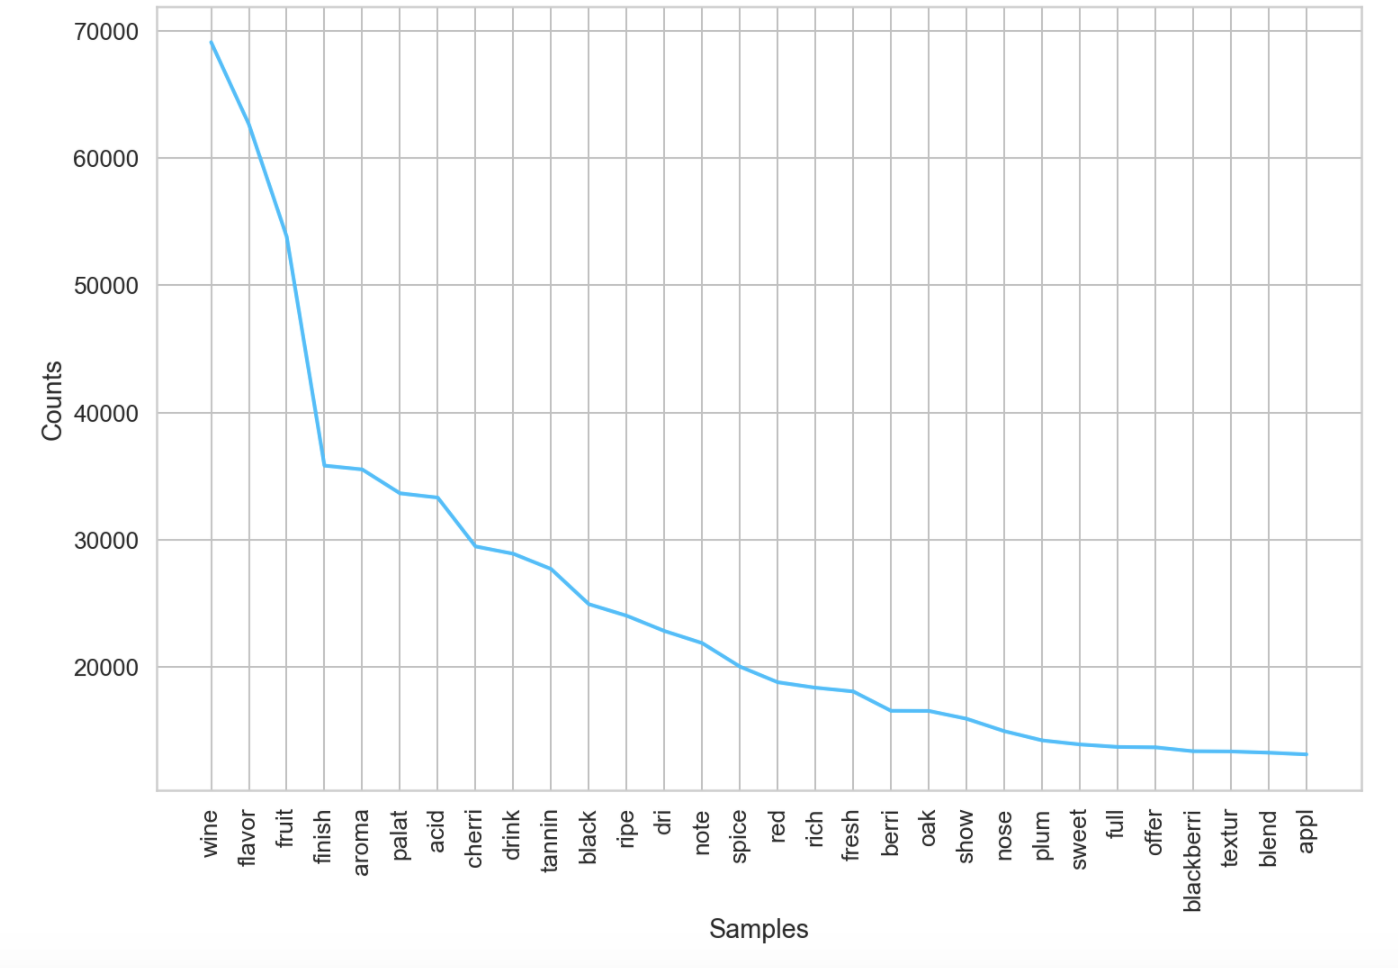 70000
60000
50000
40000
30000
20000
Counts
wine
flavor
fruit
finish
aroma
palat
acid
cherri
drink
tannin
black
ripe
dri
note
spice
red
rich
fresh
berri
oak
show
nose
plum
sweet
full
offer
blackberri
textur
blend
appl
Samples